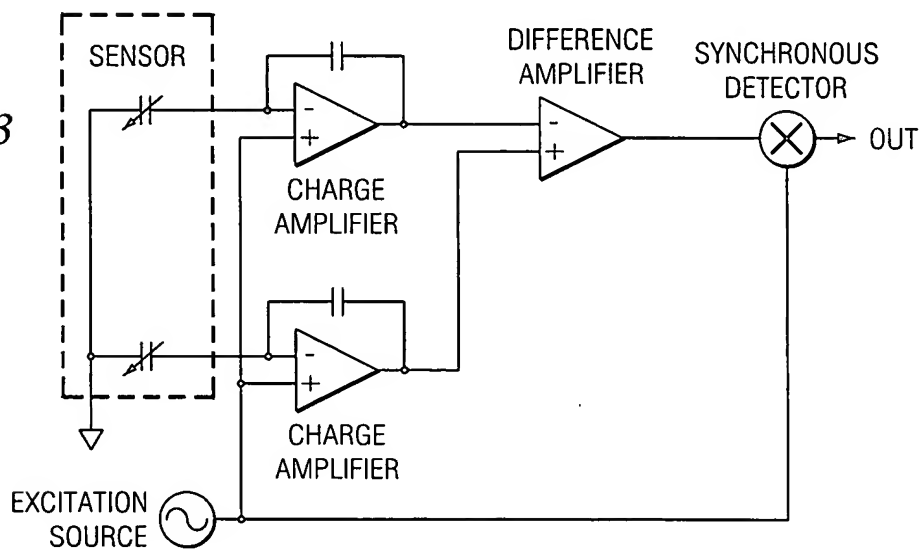 SENSOR
DIFFERENCE
AMPLIFIER
SYNCHRONOUS
DETECTOR
3
-
+
-
+
OUT
CHARGE
AMPLIFIER
-
+
CHARGE
AMPLIFIER
EXCITATION
SOURCE